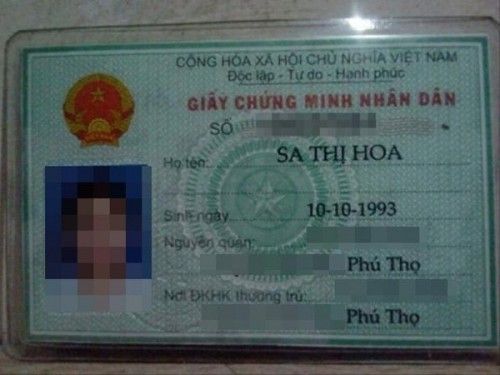 CỘNG HÒA XÃ HỘI CHỦ NGHĨA VIỆT NAM
Độc lập - Tự do - Hạnh phúc
GIẤY CHỨNG MINH NHÂN DÂN
SỐ
Họ tên: SA THỊ HOA
Sinh ngày 10-10-1993
Nguyên quán:
Phú Thọ
Nơi ĐKHK thường trú:
Phú Thọ